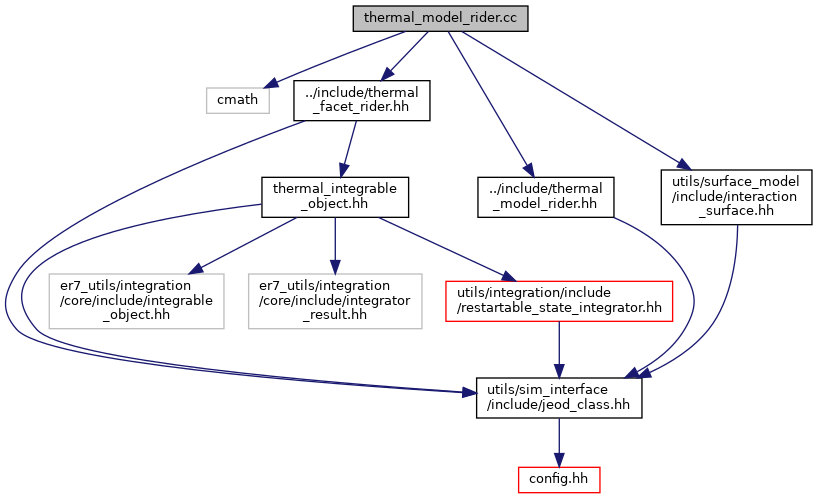 thermal_model_rider.cc
cmath
../include/thermal
_facet_rider.hh
thermal_integrable
_object.hh
../include/thermal
_model_rider.hh
utils/surface_model
/include/interaction
_surface.hh
er7_utils/integration
/core/include/integrable
_object.hh
er7_utils/integration
/core/include/integrator
_result.hh
utils/integration/include
/restartable_state_integrator.hh
utils/sim_interface
/include/jeod_class.hh
config.hh